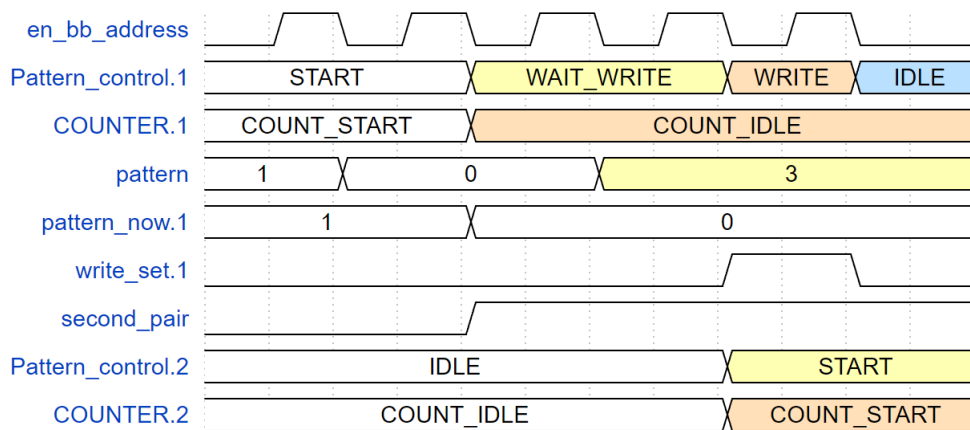 en_bb_address
Pattern_control.1 START WAIT_WRITE WRITE IDLE
COUNTER.1 COUNT_START COUNT_IDLE
pattern 1 0 3
pattern_now.1 1 0
write_set.1
second_pair
Pattern_control.2 IDLE START
COUNTER.2 COUNT_IDLE COUNT_START